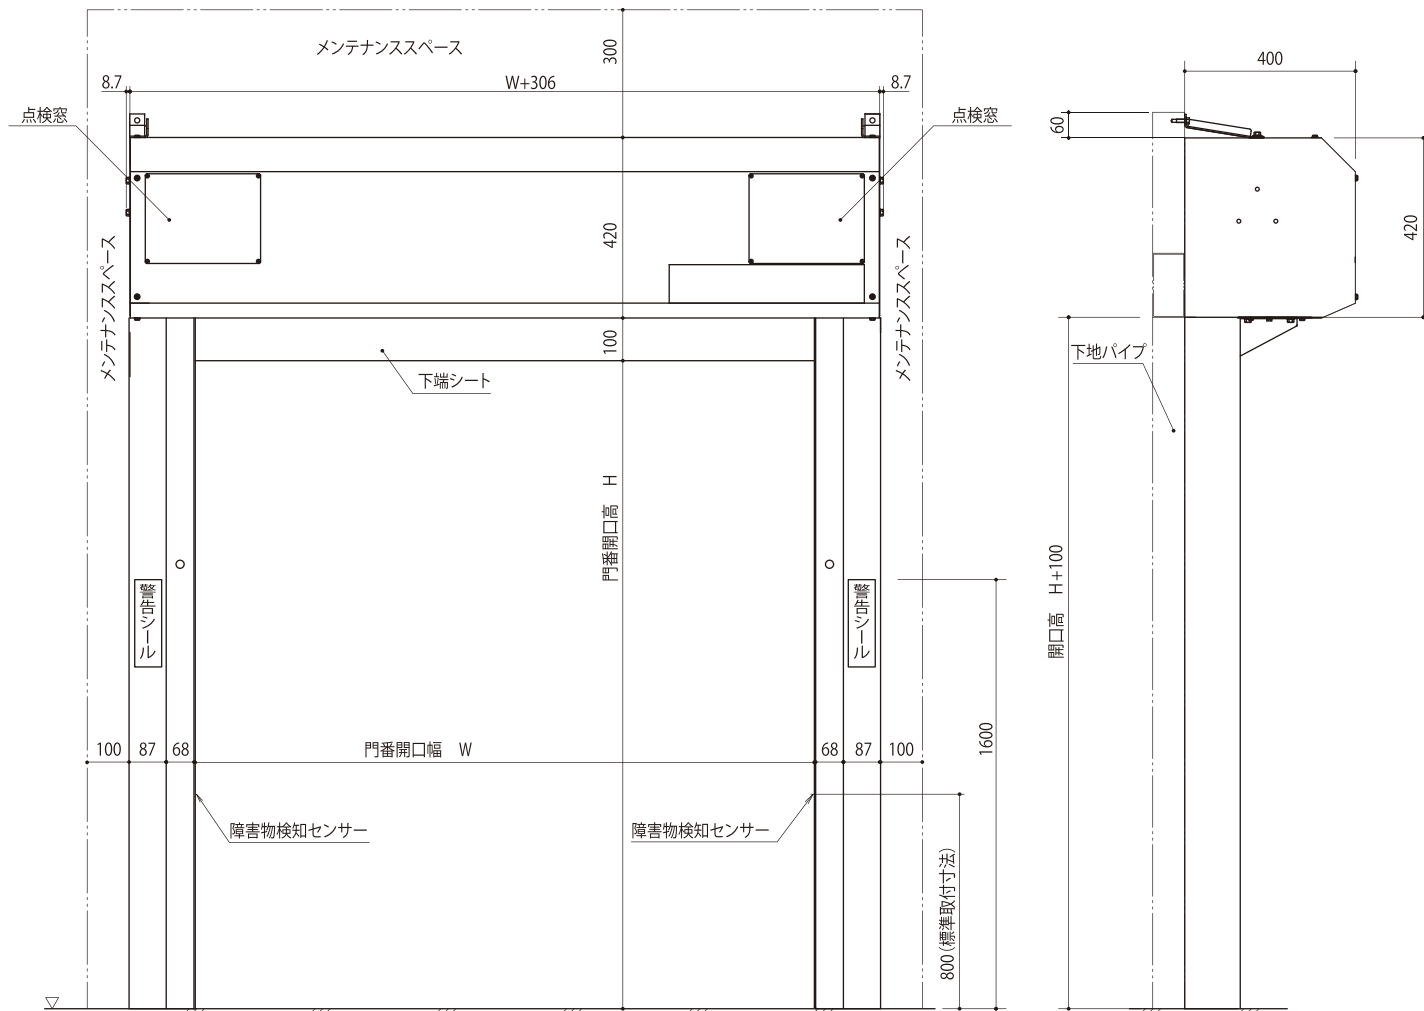 メンテナンススペース
300
8.7
W+306
8.7
400
点検窓
点検窓
60
420
420
メンテナンススペース
メンテナンススペース
100
下端シート
下地パイプ
門番開口高 H
開口高 H+100
警告シール
警告シール
1600
100
87
68
門番開口幅 W
68
87
100
障害物検知センサー
障害物検知センサー
800(標準取付寸法)